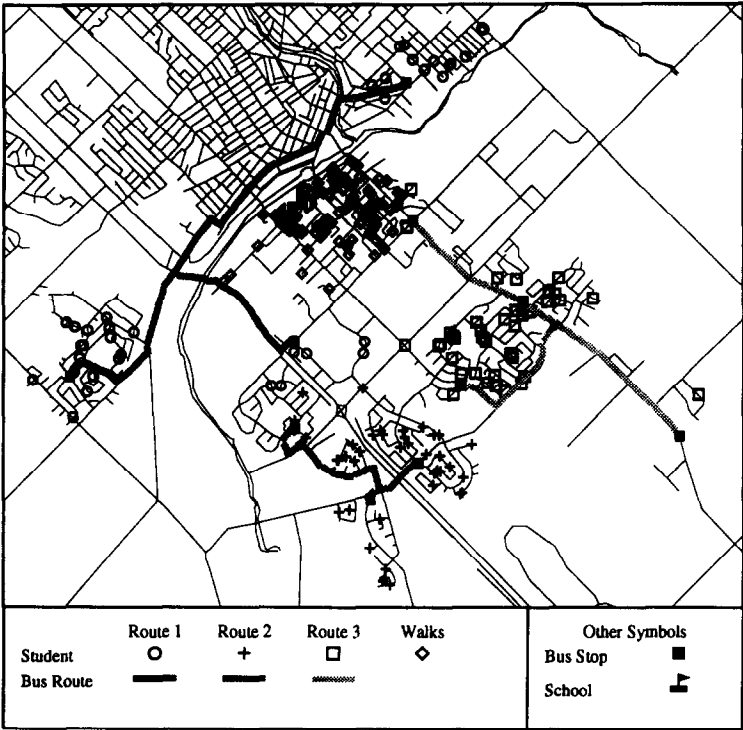 Route 1 Route 2 Route 3 Walks
Student
Bus Route
Other Symbols
Bus Stop
School